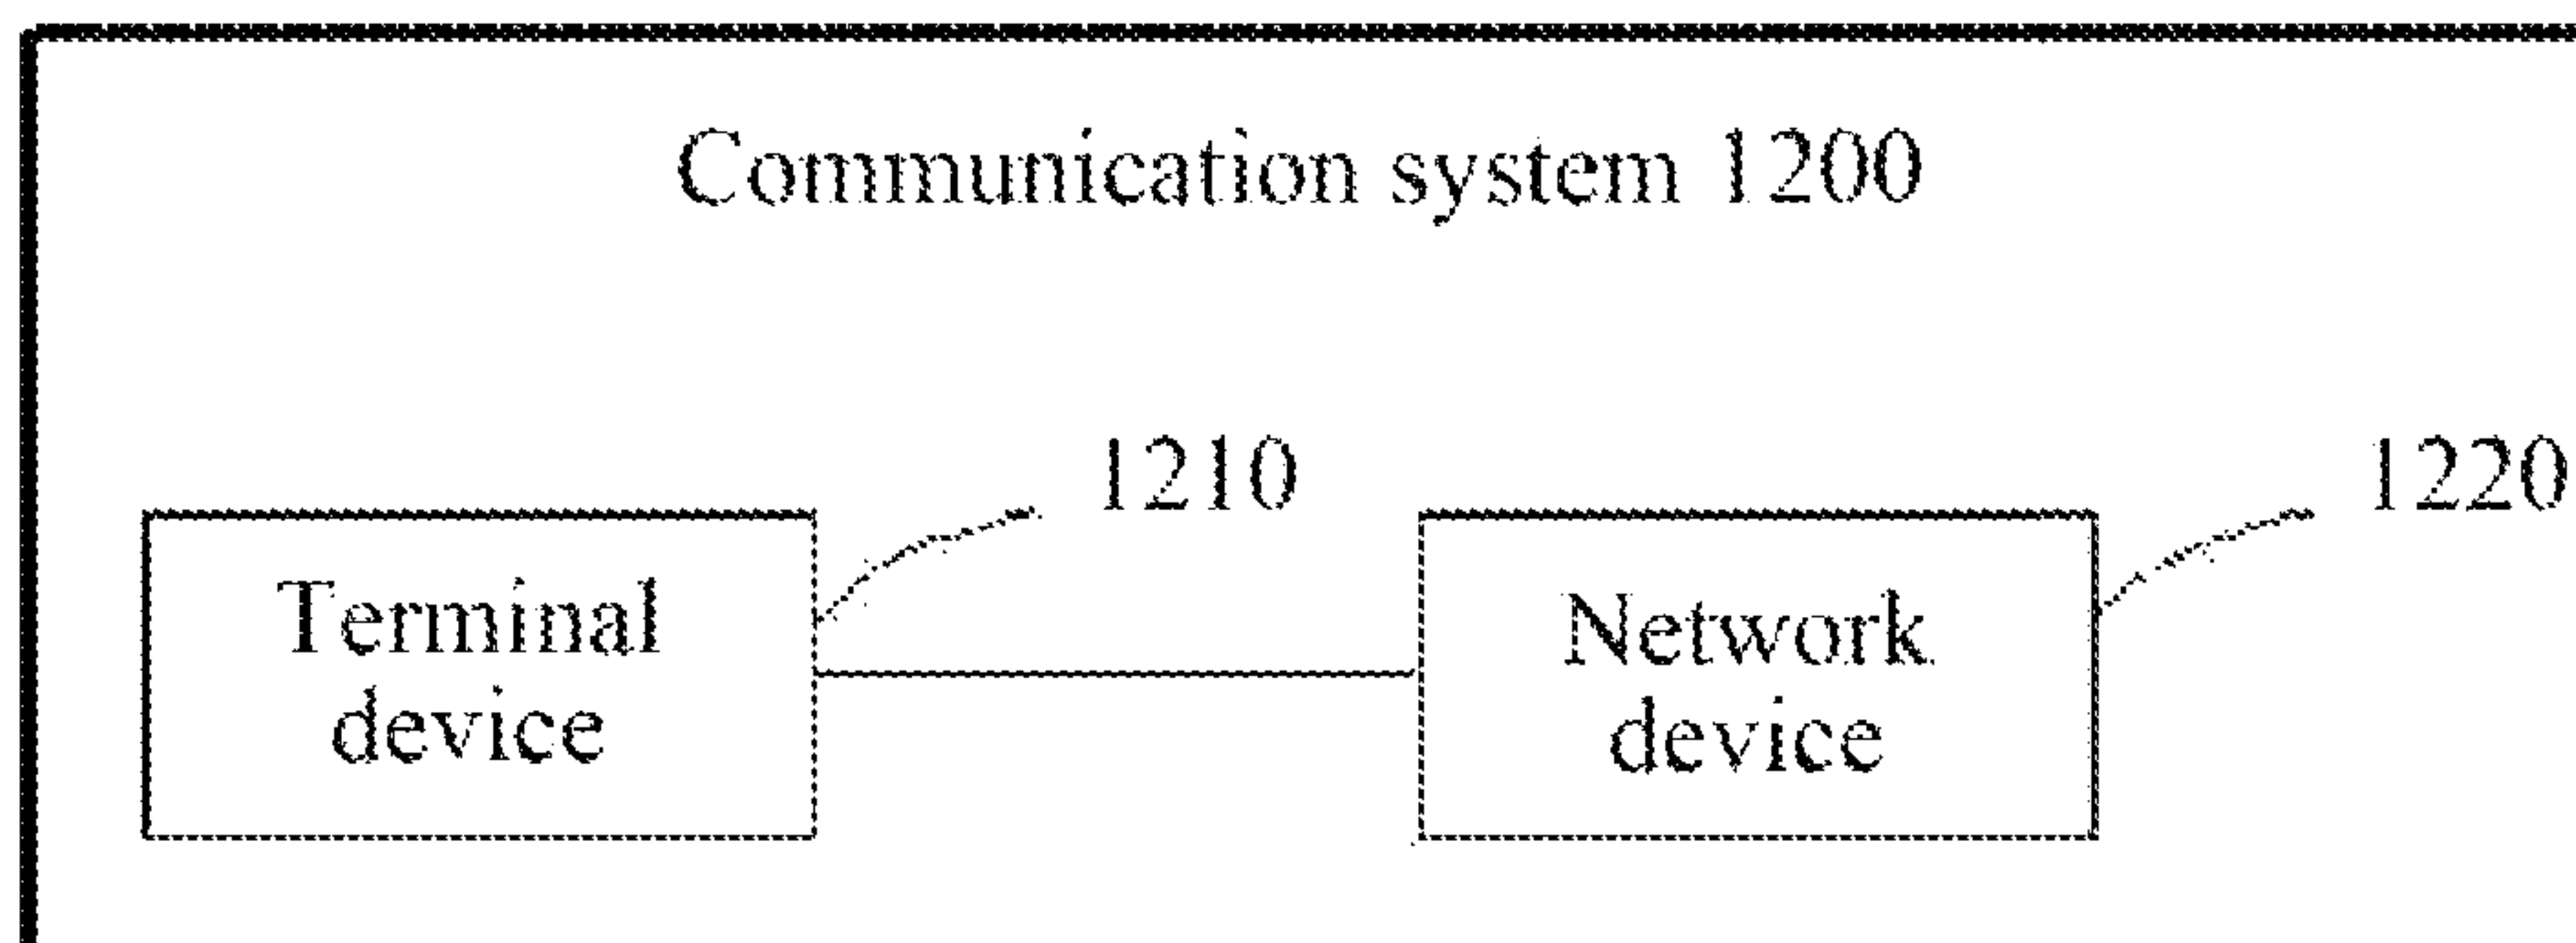 Communication system 1200
1210
1220
Terminal
device
Network
device